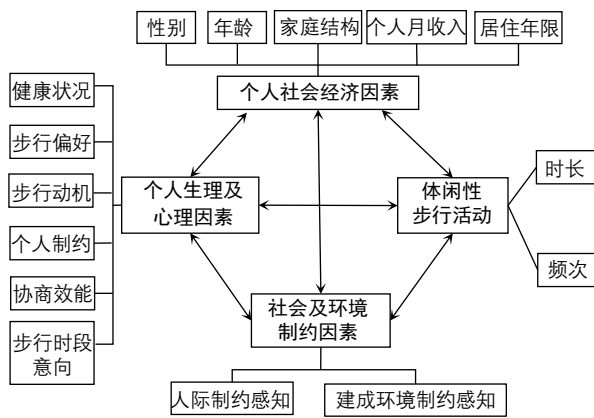 性别
年龄
家庭结构
个人月收入
居住年限
个人社会经济因素
健康状况
步行偏好
步行动机
个人制约
协商效能
步行时段
意向
个人生理及
心理因素
体闲性
步行活动
时长
频次
社会及环境
制约因素
人际制约感知
建成环境制约感知